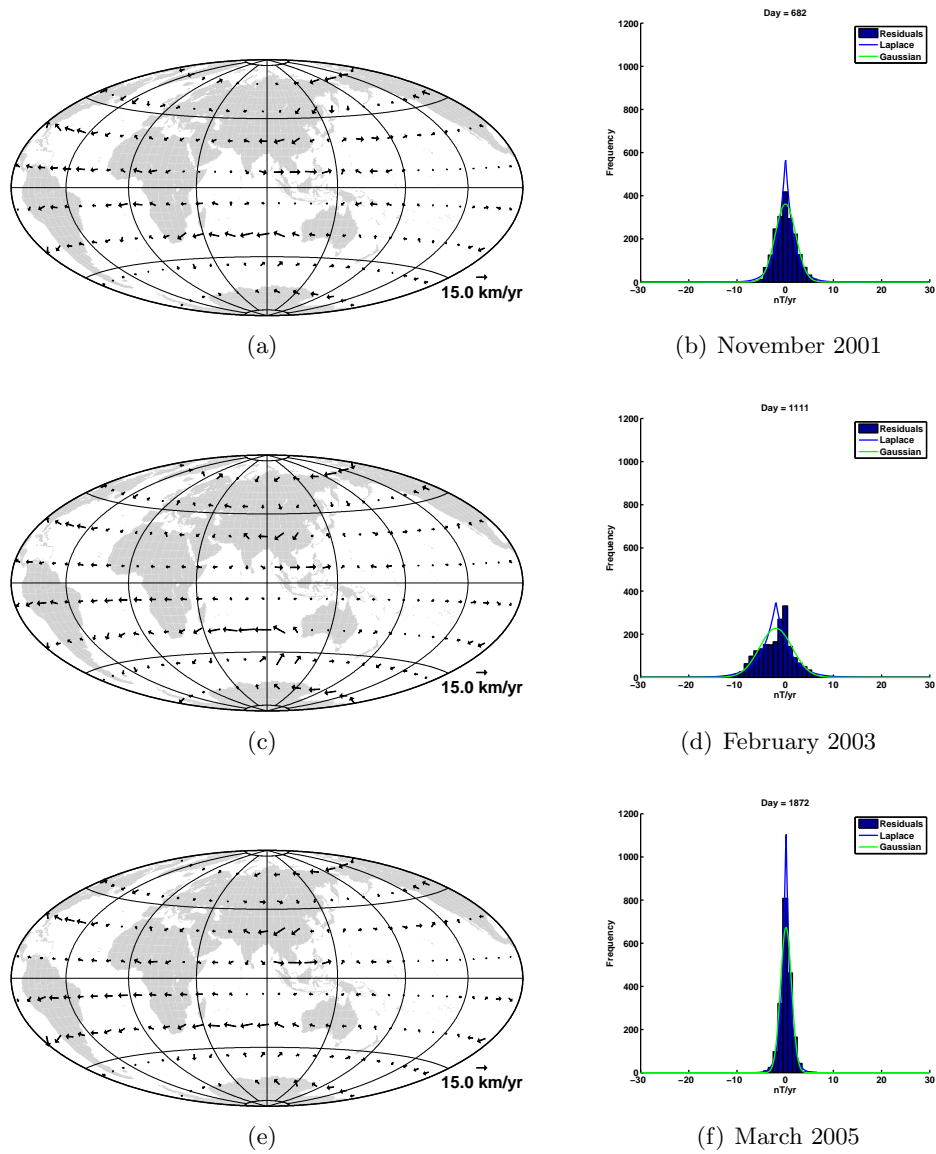 Day = 682
1200
1000
800
600
400
200
0
Frequency
Residuals
Laplace
Gaussian
−30 −20 −10 0 10 20 30
nT/yr
15.0 km/yr
(a)
(b) November 2001
Day = 1111
1200
1000
800
600
400
200
0
Frequency
Residuals
Laplace
Gaussian
−30 −20 −10 0 10 20 30
nT/yr
15.0 km/yr
(c)
(d) February 2003
Day = 1872
1200
1000
800
600
400
200
0
Frequency
Residuals
Laplace
Gaussian
−30 −20 −10 0 10 20 30
nT/yr
15.0 km/yr
(e)
(f) March 2005